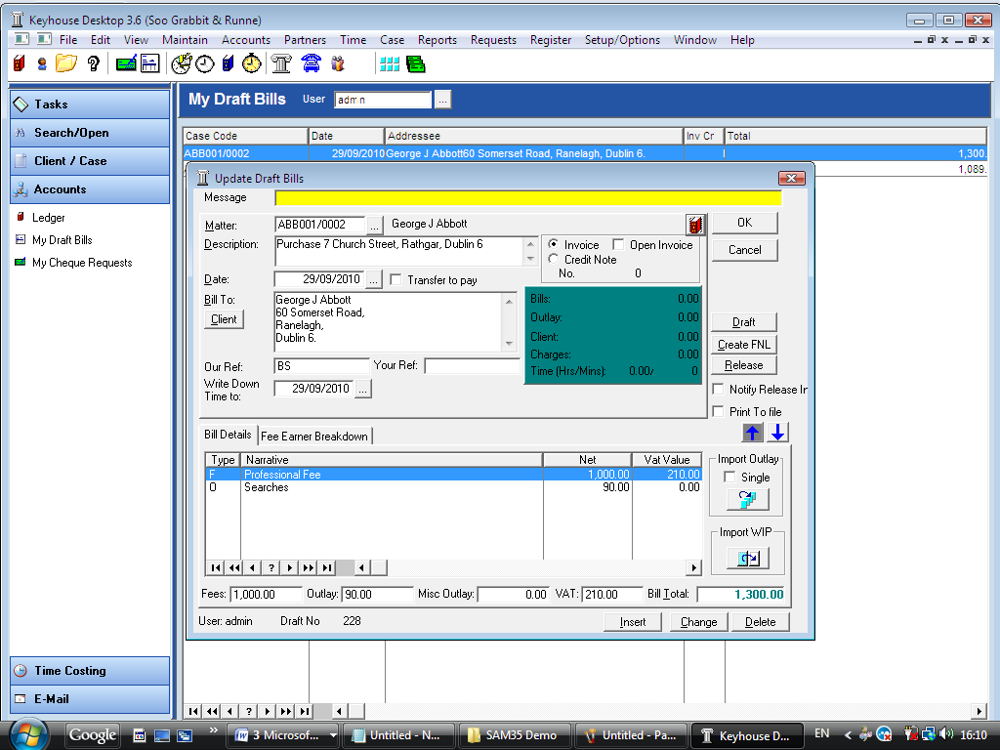 Keyhouse Desktop 3.6 (Soo Grabbit & Runne)
File Edit View Maintain Accounts Partners Time Case Reports Requests Register Setup/Options Window Help
Tasks
Search/Open
Client / Case
Accounts
Ledger
My Draft Bills
My Cheque Requests
Time Costing
E-Mail
My Draft Bills User admin ...
Case Code Date Addressee Inv Cr Total
ABB001/0002 29/09/2010 George J Abbott60 Somerset Road, Ranelagh, Dublin 6. I 1,300.
1,089.
Update Draft Bills
Message
Matter: ABB001/0002 ... George J Abbott
OK
Description: Purchase 7 Church Street, Rathgar, Dublin 6
Invoice Open Invoice
Credit Note
No. 0
Cancel
Date: 29/09/2010 ... Transfer to pay
Bill To: George J Abbott
60 Somerset Road,
Ranelagh,
Dublin 6.
Client
Bills: 0.00
Outlay: 0.00
Client: 0.00
Charges: 0.00
Time (Hrs/Mins): 0.00/ 0
Draft
Create FNL
Release
Our Ref: BS Your Ref:
Write Down
Time to: 29/09/2010 ...
Notify Release In
Print To file
Bill Details Fee Earner Breakdown
Type Narrative Net Vat Value
F Professional Fee 1,000.00 210.00
O Searches 90.00 0.00
Import Outlay
Single
Import WIP
?
Fees: 1,000.00 Outlay: 90.00 Misc Outlay: 0.00 VAT: 210.00 Bill Total: 1,300.00
User: admin Draft No 228 Insert Change Delete
?
Google » 3 Microsof... Untitled - N... SAM35 Demo Untitled - Pa... Keyhouse D... EN < 16:10